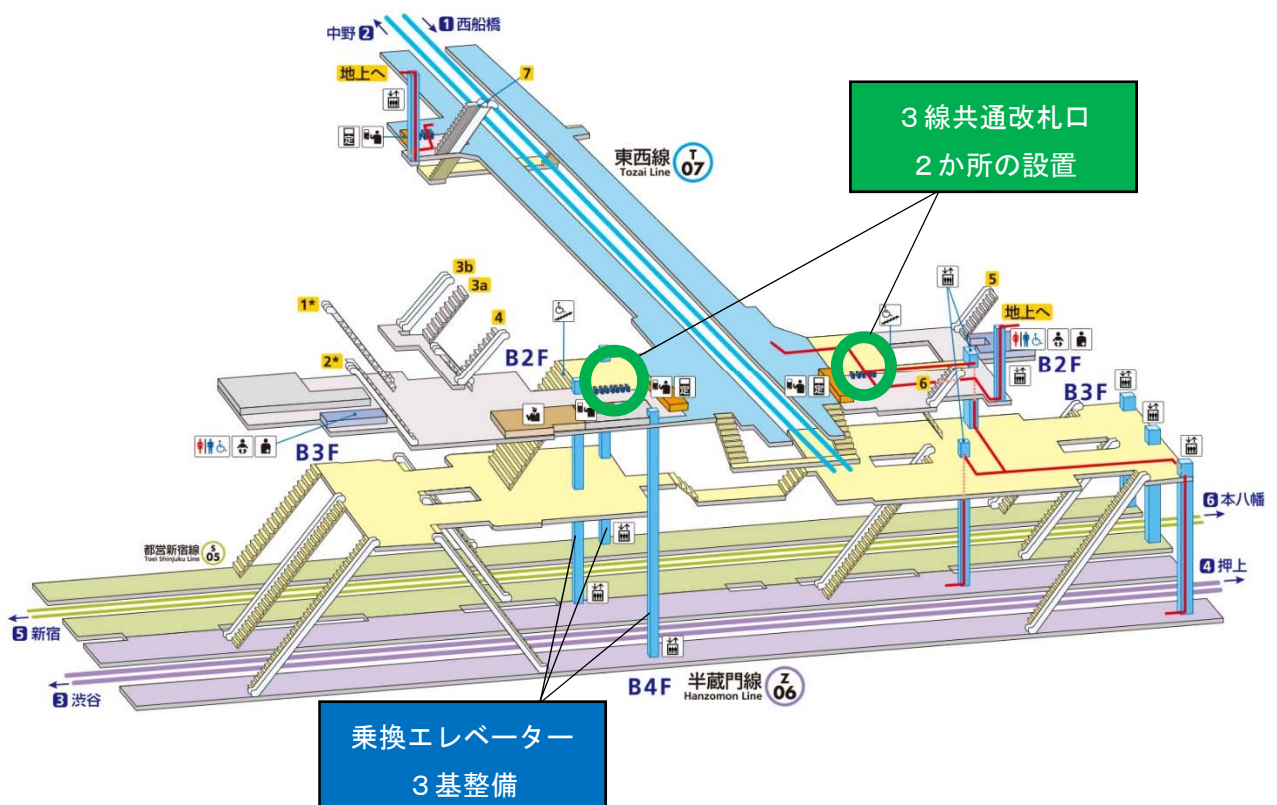 1 西船橋
中野 2
地上へ
7
3線共通改札口
2か所の設置
東西線
Tozai Line
T
07
3b
3a
1*
4
5
地上へ
2*
B2F
B2F
6
B3F
B3F
6 本八幡
都営新宿線
Toei Shinjuku Line
S
05
4 押上
5 新宿
3 渋谷
B4F
半蔵門線
Hanzomon Line
Z
06
乗換エレベーター
3基整備